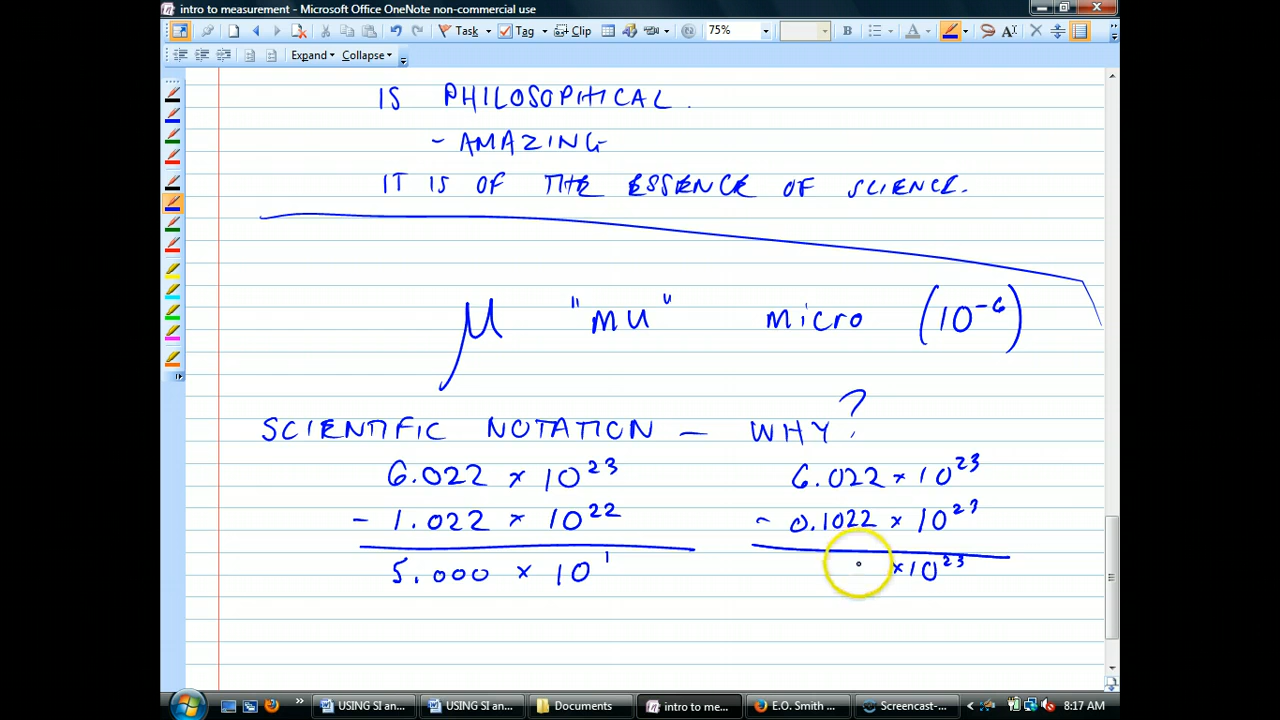 intro to measurement - Microsoft Office OneNote non-commercial use
Task Tag Clip 75% B A
Expand Collapse
IS PHILOSOPHICAL.
- AMAZING
IT IS OF THE ESSENCE OF SCIENCE.
μ "MU" micro (10⁻⁶)
SCIENTIFIC NOTATION — WHY?
6.022 × 10²³ 6.022 × 10²³
- 1.022 × 10²² - 0.1022 × 10²³
5.000 × 10¹ × 10²³
USING SI an... USING SI an... Documents intro to me... E.O. Smith ... Screencast-... 8:17 AM